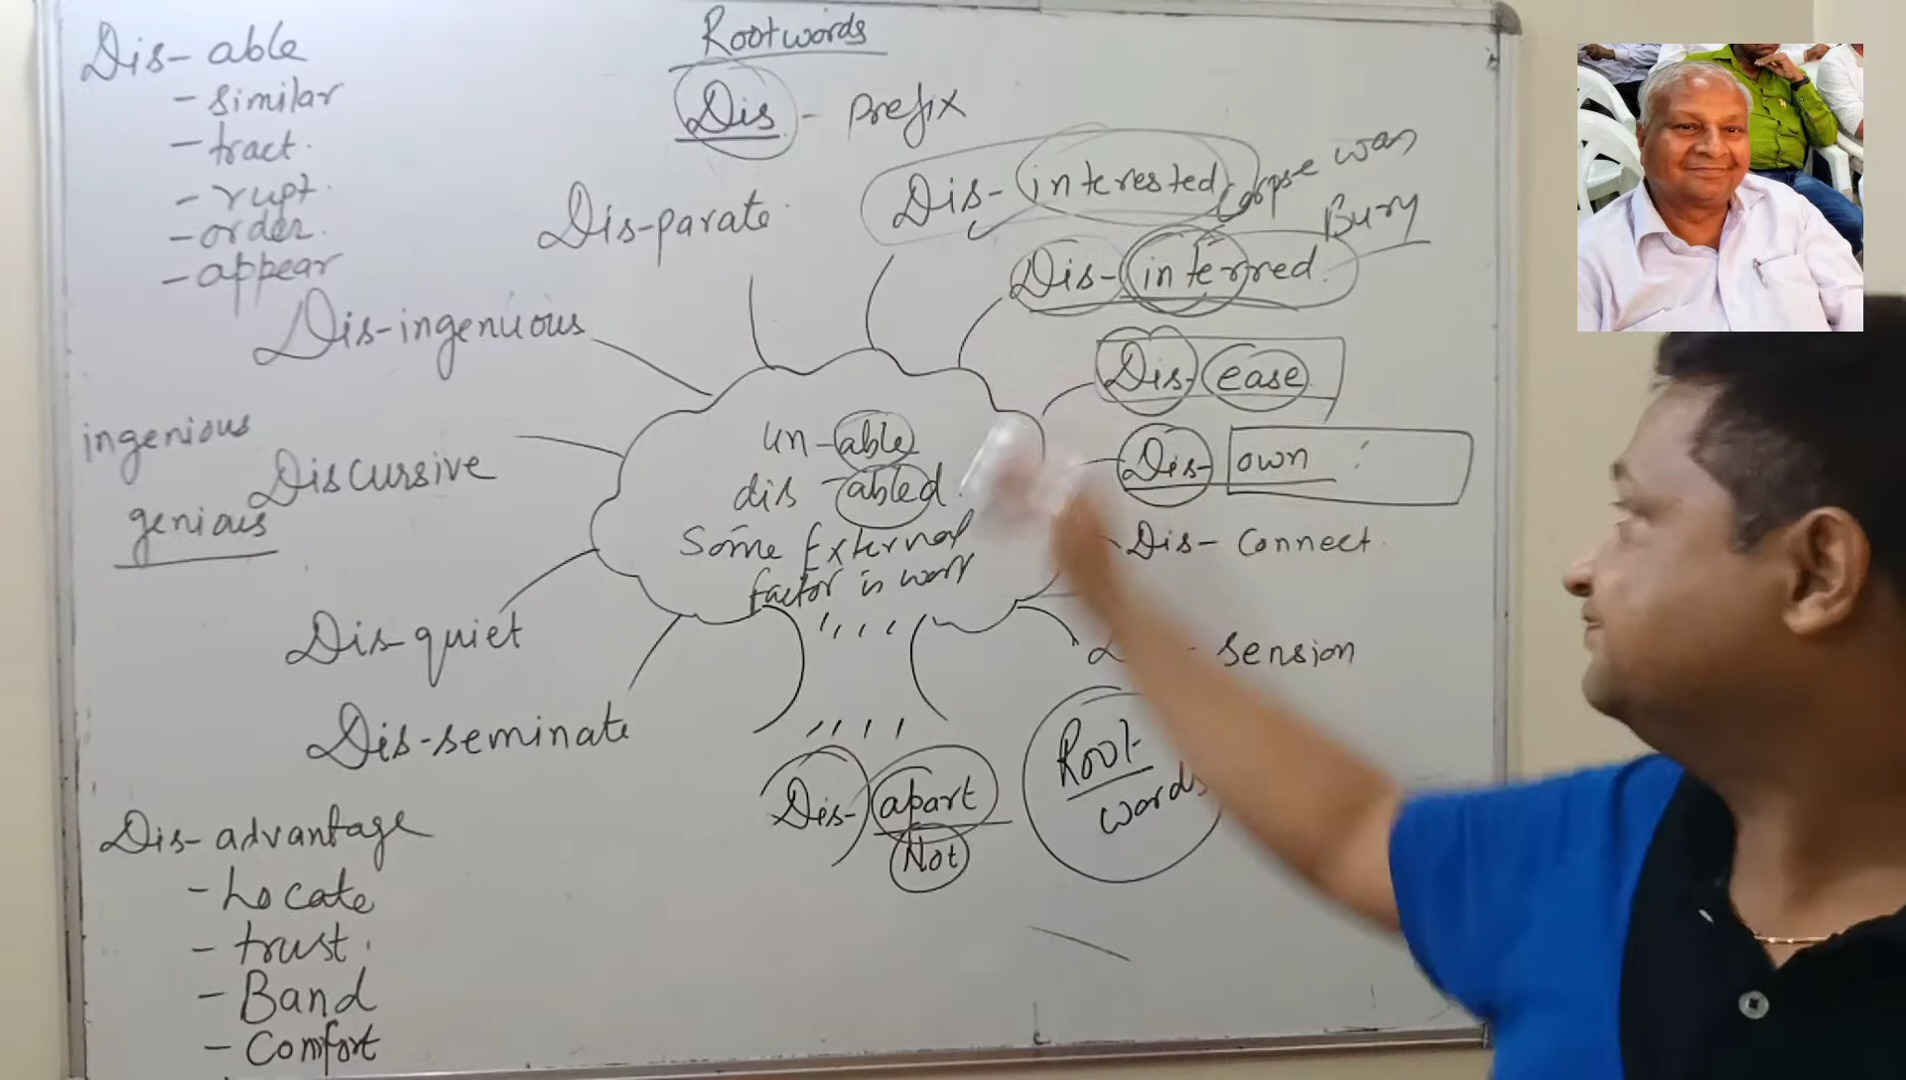 Rootwords
Dis - prefix
Dis- able
- similar
- tract.
- rupt.
- order.
- appear
Dis-parate
Dis- interested
corpse was
Bury
Dis- interred.
Dis-ingenuous
Dis- ease
ingenious
genious
Discursive
un-able
dis -abled.
Some External
factor is work
Dis- own :
Dis- connect.
sension
Dis-quiet
Dis-seminate
Dis- apart
Not
Root-
words
Dis- advantage
- Locate
- trust.
- Band
- Comfort